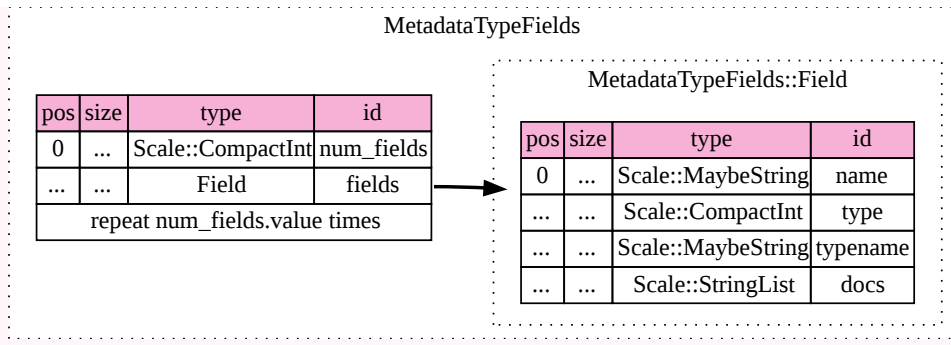 MetadataTypeFields
pos size type id
0 ... Scale::CompactInt num_fields
... ... Field fields
repeat num_fields.value times
MetadataTypeFields::Field
pos size type id
0 ... Scale::MaybeString name
... ... Scale::CompactInt type
... ... Scale::MaybeString typename
... ... Scale::StringList docs